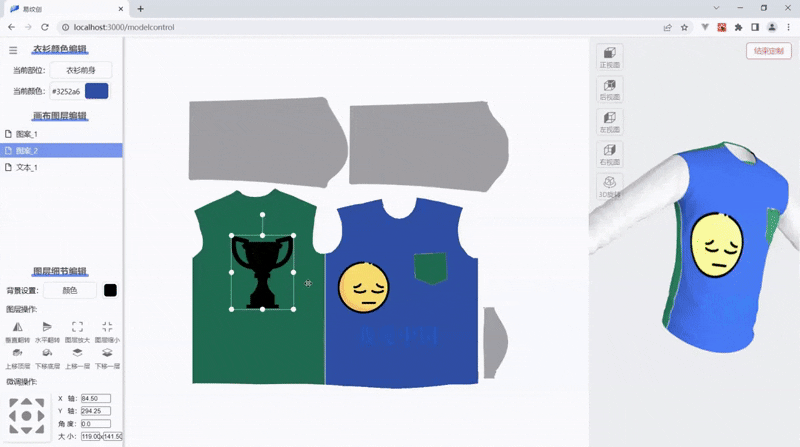 易纹创
localhost:3000/modelcontrol
衣衫颜色编辑
当前部位:
衣衫前身
当前颜色:
#3252a6
画布图层编辑
图案_1
图案_2
文本_1
图层细节编辑
背景设置:
颜色
图层操作:
垂直翻转
水平翻转
图层放大
图层缩小
上移顶层
下移底层
上移一层
下移一层
微调操作:
X 轴:
84.50
Y 轴:
294.25
角度:
0.0
大小:
119.00
x
141.50
正视图
后视图
左视图
右视图
3D旋转
结束定制